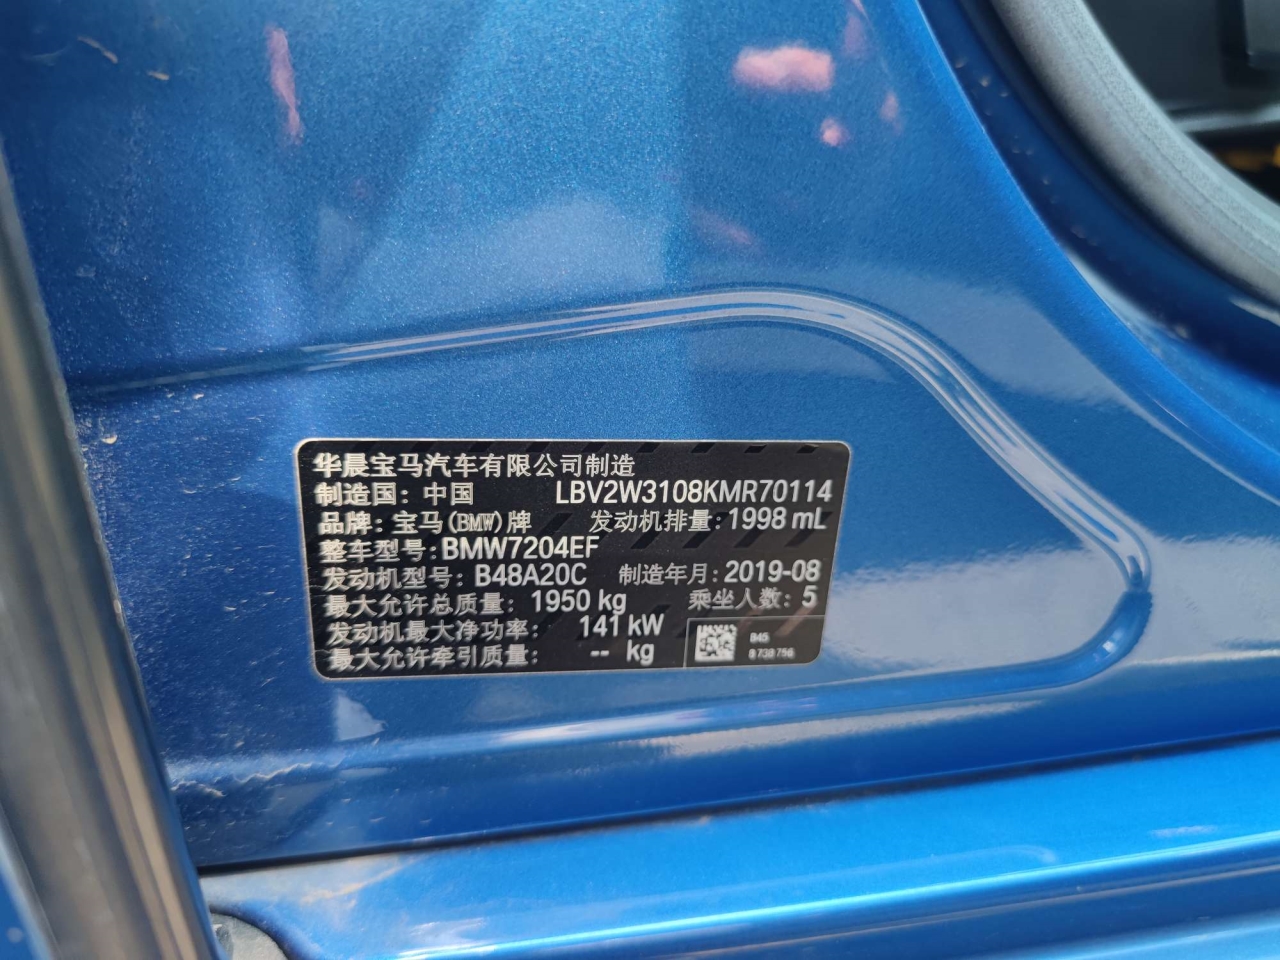 华晨宝马汽车有限公司制造
制造国：中国 LBV2W3108KMR70114
品牌：宝马(BMW)牌 发动机排量：1998 mL
整车型号：BMW7204EF
发动机型号：B48A20C 制造年月：2019-08
最大允许总质量：1950 kg 乘坐人数：5
发动机最大净功率：141 kW
最大允许牵引质量：-- kg